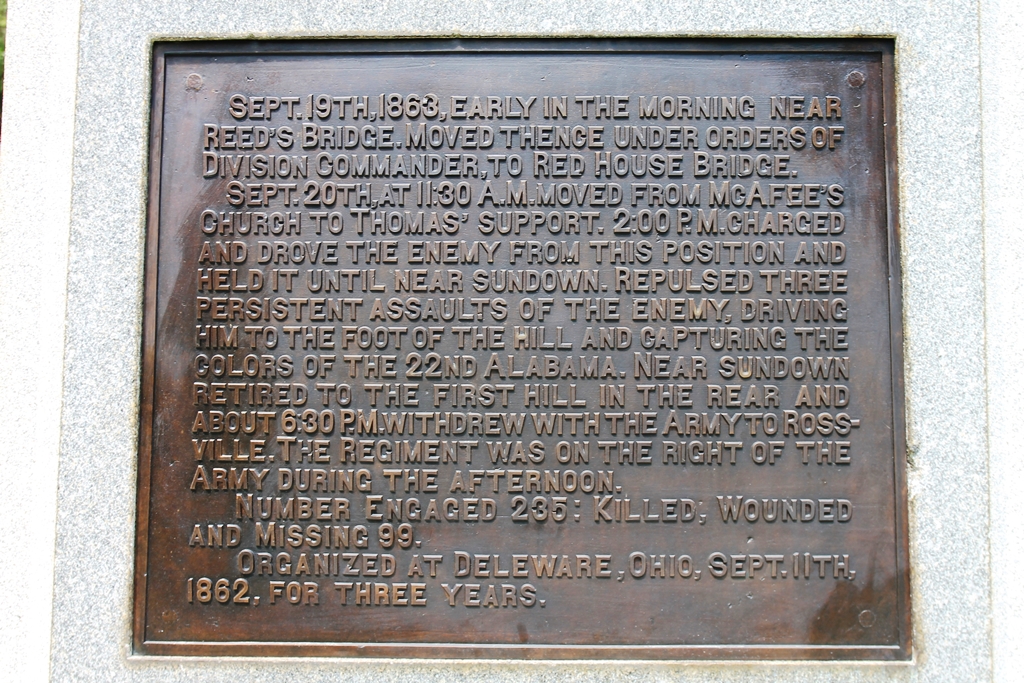 SEPT. 19TH, 1863, EARLY IN THE MORNING NEAR
REED'S BRIDGE. MOVED THENCE UNDER ORDERS OF
DIVISION COMMANDER, TO RED HOUSE BRIDGE.
SEPT. 20TH, AT 11:30 A.M. MOVED FROM MCAFEE'S
CHURCH TO THOMAS' SUPPORT. 2:00 P.M. CHARGED
AND DROVE THE ENEMY FROM THIS POSITION AND
HELD IT UNTIL NEAR SUNDOWN. REPULSED THREE
PERSISTENT ASSAULTS OF THE ENEMY, DRIVING
HIM TO THE FOOT OF THE HILL AND CAPTURING THE
COLORS OF THE 22ND ALABAMA. NEAR SUNDOWN
RETIRED TO THE FIRST HILL IN THE REAR AND
ABOUT 6:30 P.M. WITHDREW WITH THE ARMY TO ROSS-
VILLE. THE REGIMENT WAS ON THE RIGHT OF THE
ARMY DURING THE AFTERNOON.
NUMBER ENGAGED 235: KILLED, WOUNDED
AND MISSING 99.
ORGANIZED AT DELEWARE, OHIO, SEPT. 11TH,
1862, FOR THREE YEARS.